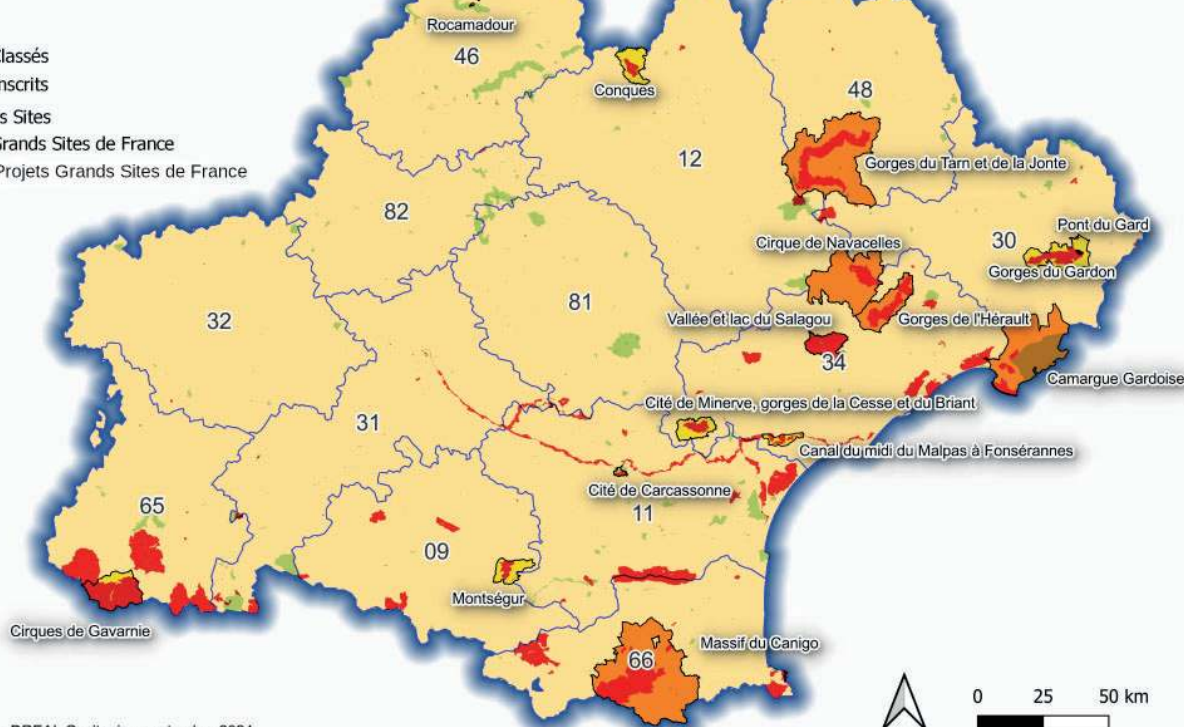 Rocamadour
Classés
46
nscrits
Conques
48
s Sites
Grands Sites de France
12
Gorges du Tarn et de la Jonte
Projets Grands Sites de France
82
Pont du Gard
Cirque de Navacelles
30
Gorges du Gardon
81
32
Vallée et lac du Salagou
Gorges de l'Hérault
34
Camargue Gardoise
Cité de Minerve, gorges de la Cesse et du Briant
31
Canal du midi du Malpas à Fonsérannes
Cité de Carcassonne
65
11
09
Montségur
Cirques de Gavarnie
Massif du Canigo
66
0 25 50 km